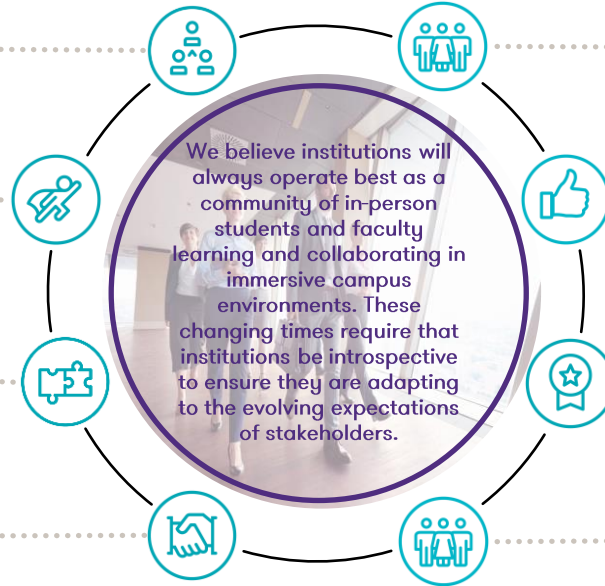 We believe institutions will
always operate best as a
community of in-person
students and faculty
learning and collaborating in
immersive campus
environments. These
changing times require that
institutions be introspective
to ensure they are adapting
to the evolving expectations
of stakeholders.